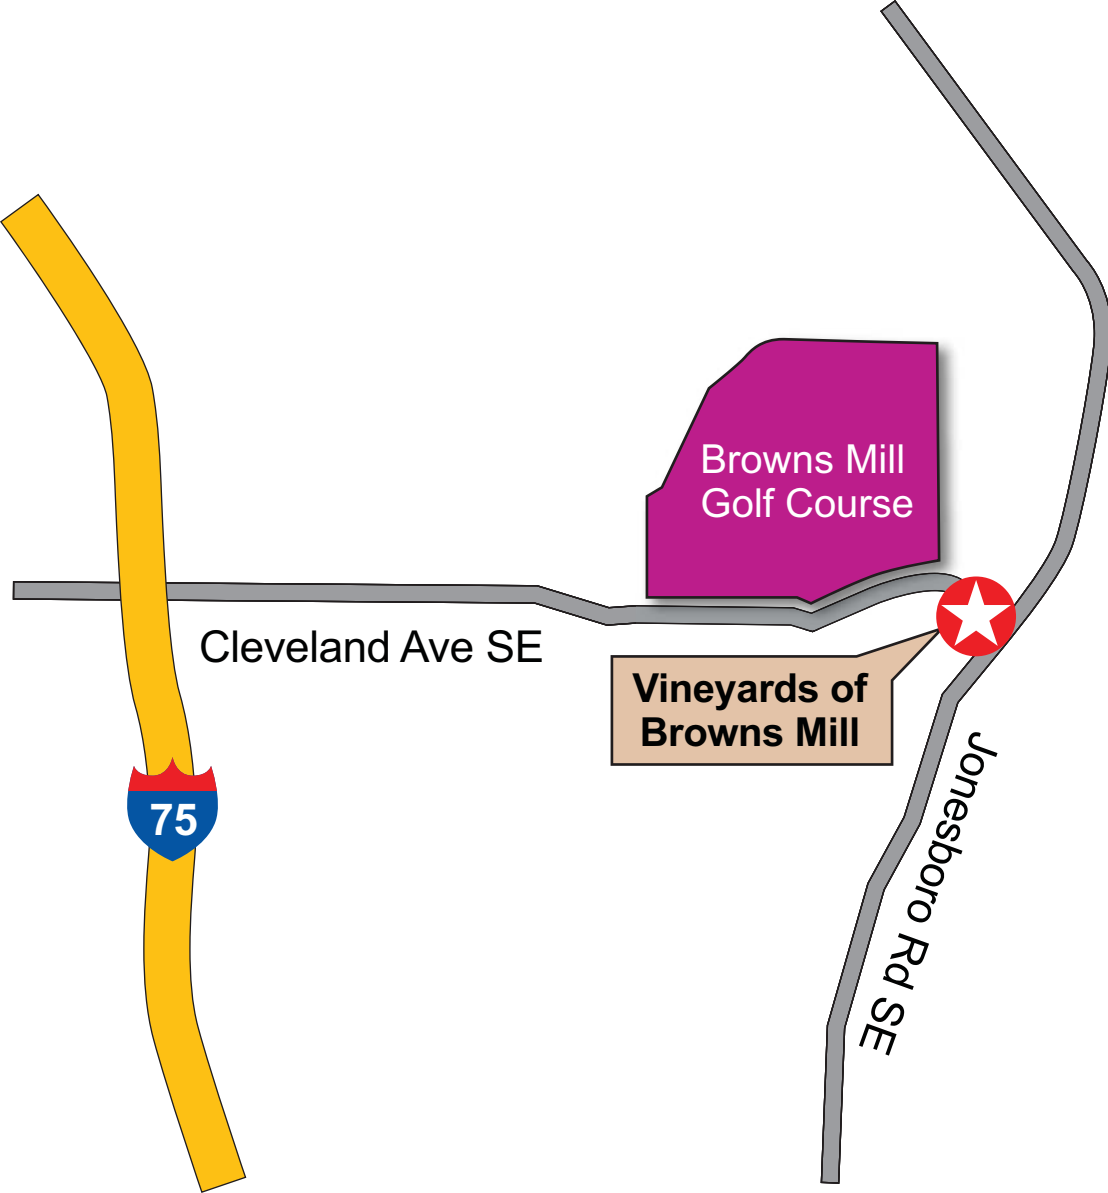 Browns Mill
Golf Course
Cleveland Ave SE
Vineyards of
Browns Mill
75
Jonesboro Rd SE